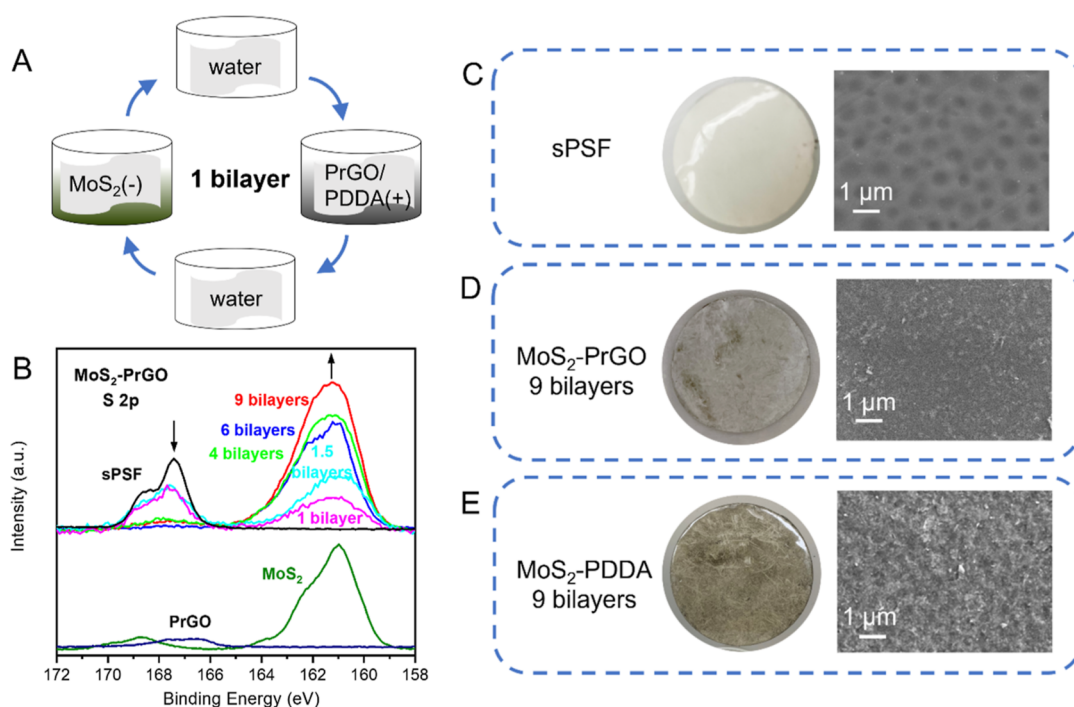 A
water
MoS₂(-)
1 bilayer
PrGO/
PDDA(+)
water
B
MoS₂-PrGO
S 2p
9 bilayers
6 bilayers
4 bilayers
1.5
bilayers
1 bilayer
sPSF
MoS₂
PrGO
Intensity (a.u.)
172 170 168 166 164 162 160 158
Binding Energy (eV)
C
sPSF
1 µm
D
MoS₂-PrGO
9 bilayers
1 µm
E
MoS₂-PDDA
9 bilayers
1 µm